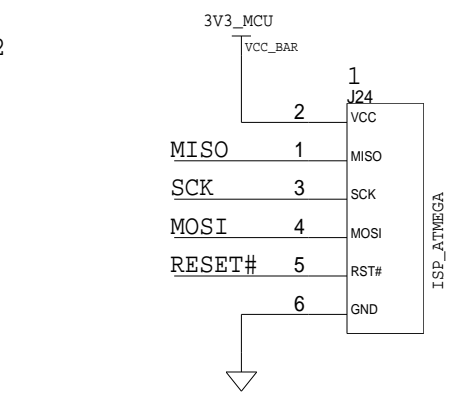 3V3_MCU
VCC_BAR
1
J24
2 VCC
MISO 1 MISO
SCK 3 SCK
MOSI 4 MOSI
RESET# 5 RST#
6 GND
ISP_ATMEGA